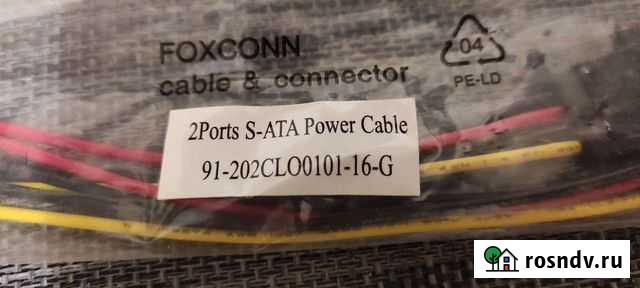 FOXCONN
cable & connector
04
PE-LD
2Ports S-ATA Power Cable
91-202CLO0101-16-G
rosndv.ru